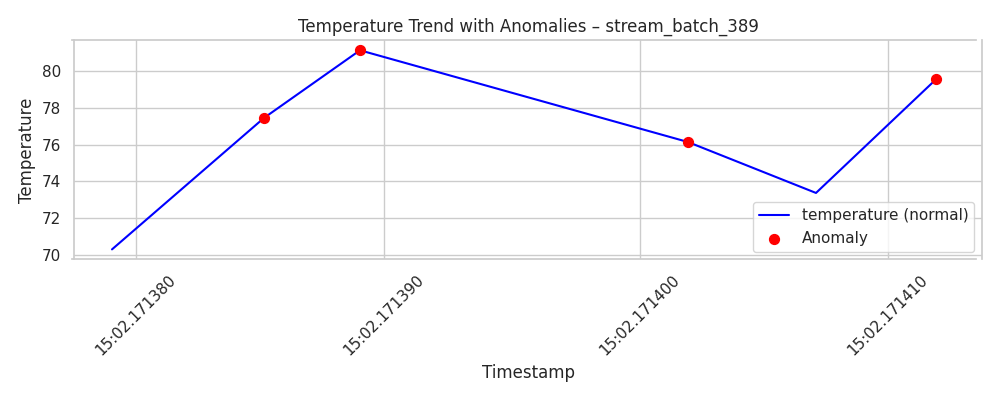 Temperature Trend with Anomalies – stream_batch_389
Temperature
80
78
76
74
72
70
temperature (normal)
Anomaly
15:02.171380
15:02.171390
15:02.171400
15:02.171410
Timestamp